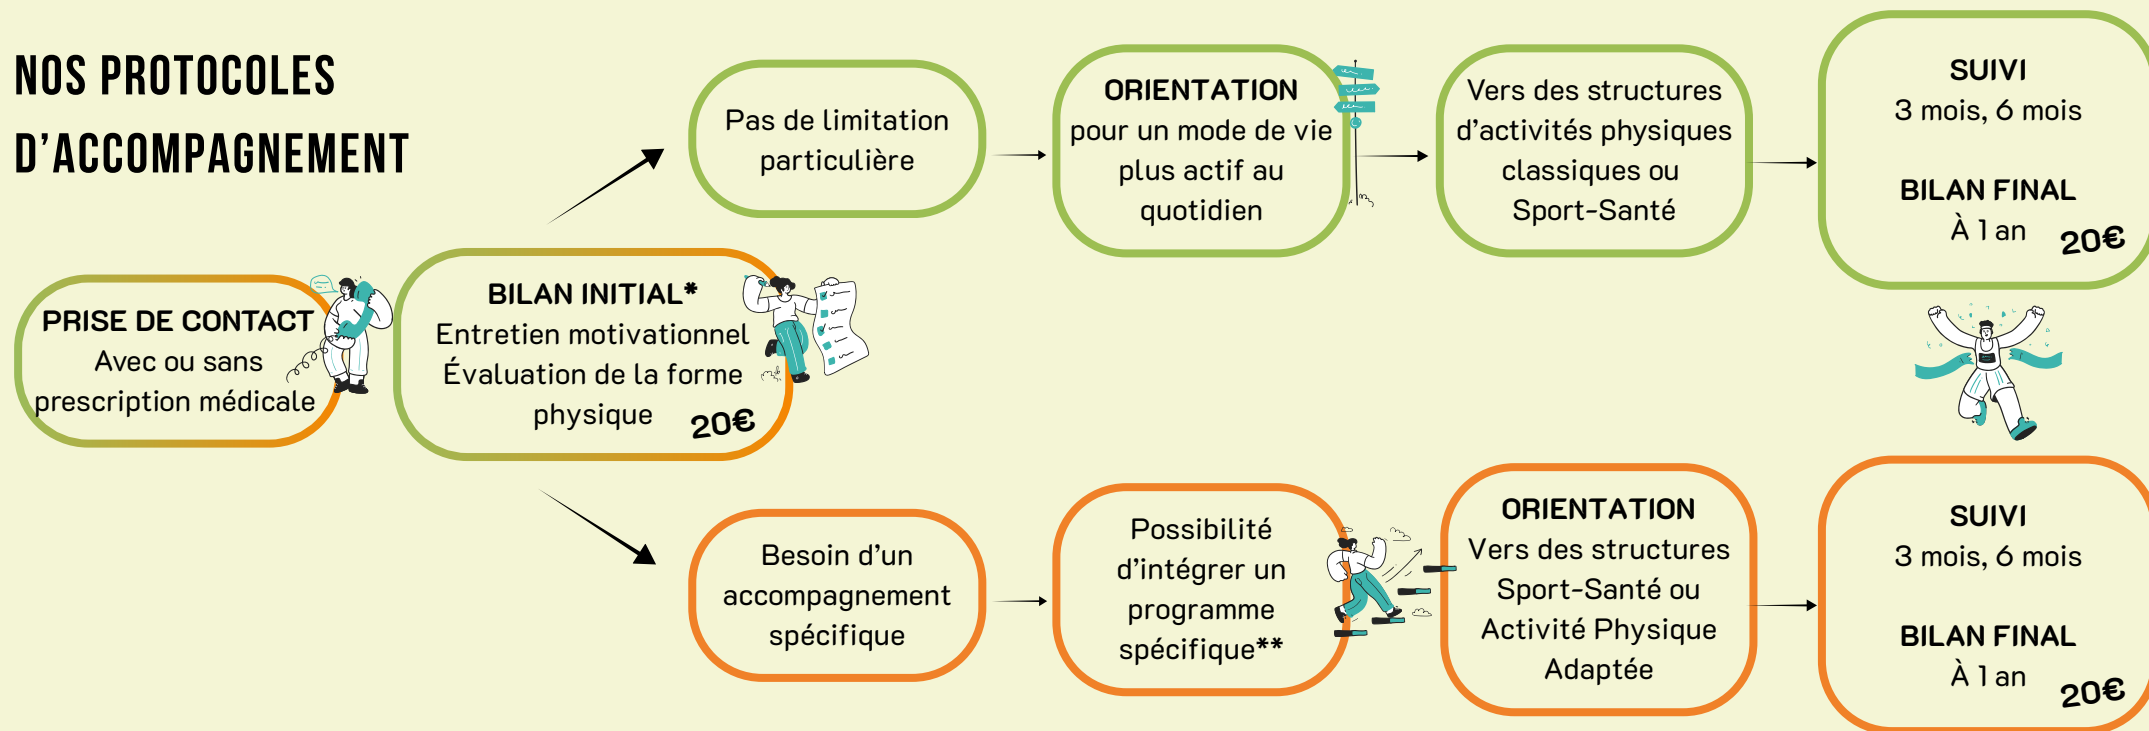 NOS PROTOCOLES
D'ACCOMPAGNEMENT
PRISE DE CONTACT
Avec ou sans
prescription médicale
BILAN INITIAL*
Entretien motivationnel
Évaluation de la forme
physique
20€
Pas de limitation
particulière
ORIENTATION
pour un mode de vie
plus actif au
quotidien
Vers des structures
d'activités physiques
classiques ou
Sport-Santé
SUIVI
3 mois, 6 mois
BILAN FINAL
À 1 an
20€
Besoin d'un
accompagnement
spécifique
Possibilité
d'intégrer un
programme
spécifique**
ORIENTATION
Vers des structures
Sport-Santé ou
Activité Physique
Adaptée
SUIVI
3 mois, 6 mois
BILAN FINAL
À 1 an
20€